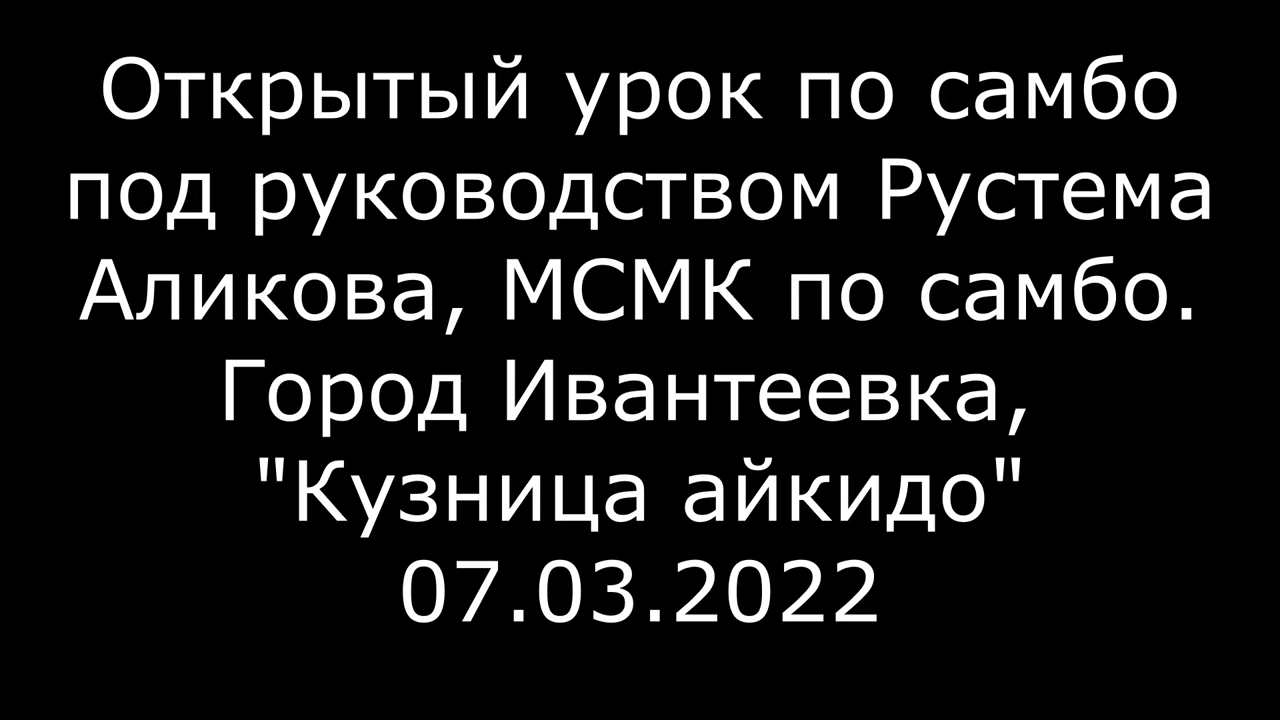 Открытый урок по самбо
под руководством Рустема
Аликова, МСМК по самбо.
Город Ивантеевка,
"Кузница айкидо"
07.03.2022